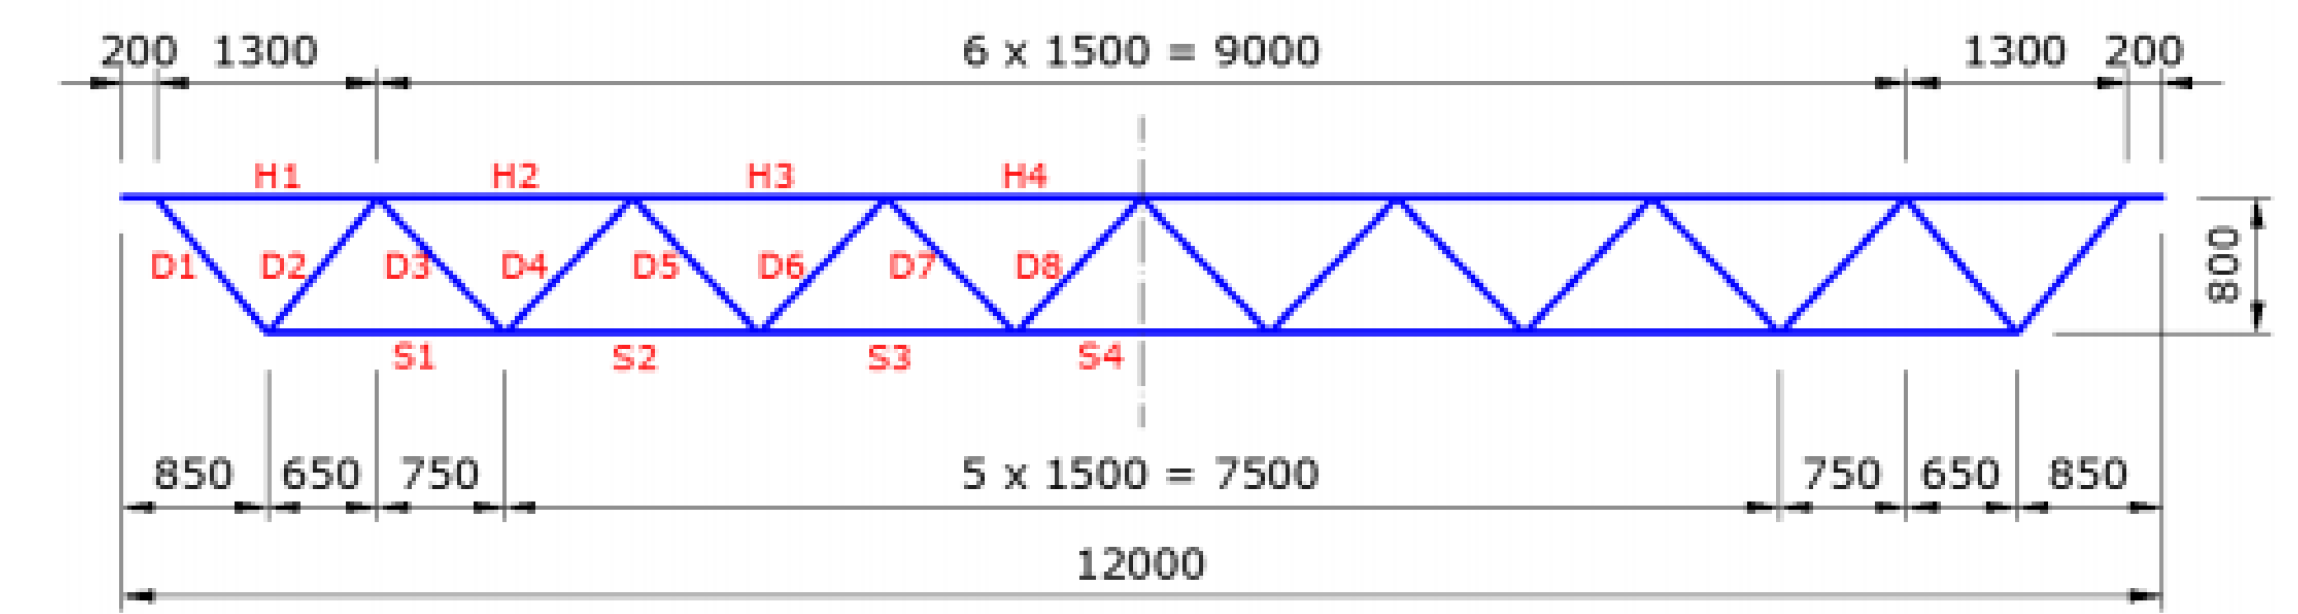 200 1300 6 x 1500 = 9000 1300 200
H1 H2 H3 H4
D1 D2 D3 D4 D5 D6 D7 D8 800
S1 S2 S3 S4
850 650 750 5 x 1500 = 7500 750 650 850
12000